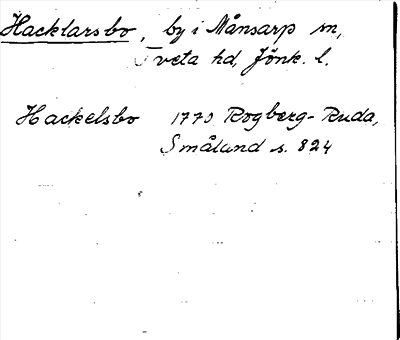 Hacklarsbo, by i Månsarp sn,
Tveta hd, Jönk. l.
Hackelsbo 1770 Rogberg-Ruda,
Småland s. 824